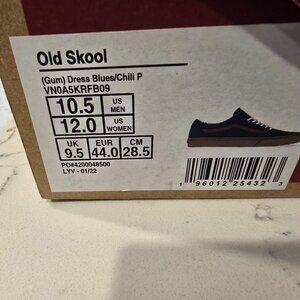 Old Skool
(Gum) Dress Blues/Chili P
VN0A5KRFB09
10.5 US MEN
12.0 US WOMEN
UK EUR CM
9.5 44.0 28.5
PO#4200048500
LYV - 01/22
1 96012 25432 3